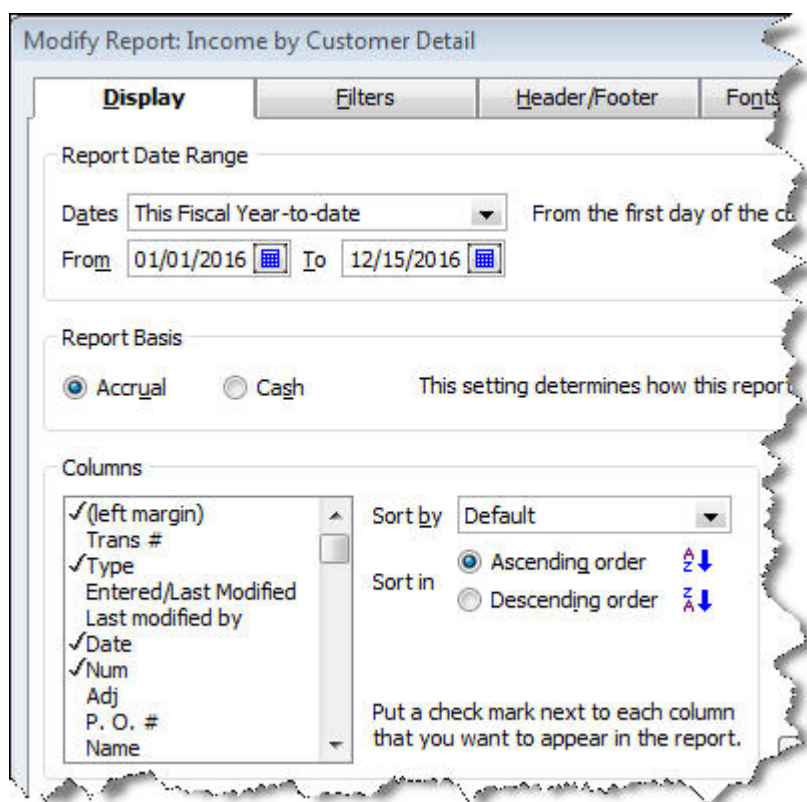 Modify Report: Income by Customer Detail
Display Filters Header/Footer Fonts
Report Date Range
Dates This Fiscal Year-to-date From the first day of the
From 01/01/2016 To 12/15/2016
Report Basis
Accrual Cash This setting determines how this report
Columns
✓(left margin)
Trans #
✓Type
Entered/Last Modified
Last modified by
✓Date
✓Num
Adj
P. O. #
Name
Sort by Default
Sort in
Ascending order
Descending order
Put a check mark next to each column
that you want to appear in the report.